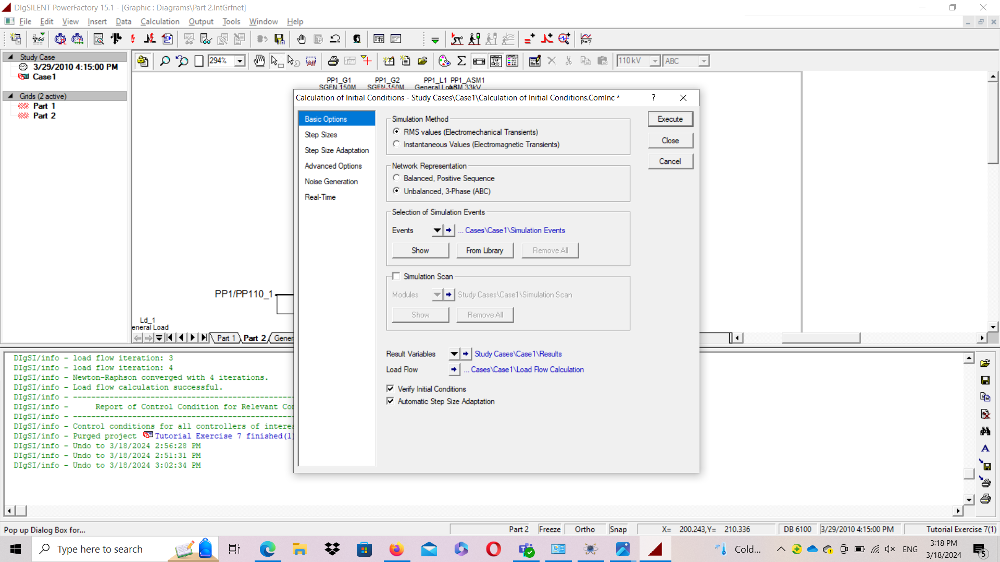 DIgSILENT PowerFactory 15.1 - [Graphic : Diagrams\Part 2.IntGrfnet]
File Edit View Insert Data Calculation Output Tools Window Help
Study Case
3/29/2010 4:15:00 PM
Case1
Grids (2 active)
Part 1
Part 2
294%
110 kV
ABC
PP1_G1 PP1_G2 PP1_L1 PP1_ASM1
SGEN 150M... SGEN 150M...
PP1/PP110_1
Ld_1
eneral Load
Part 1 Part 2 Gener
Calculation of Initial Conditions - Study Cases\Case1\Calculation of Initial Conditions.ComInc *
?
Basic Options
Step Sizes
Step Size Adaptation
Advanced Options
Noise Generation
Real-Time
Simulation Method
RMS values (Electromechanical Transients)
Instantaneous Values (Electromagnetic Transients)
Network Representation
Balanced, Positive Sequence
Unbalanced, 3-Phase (ABC)
Selection of Simulation Events
Events ... Cases\Case1\Simulation Events
Show From Library Remove All
Simulation Scan
Modules Study Cases\Case1\Simulation Scan
Show Remove All
Result Variables Study Cases\Case1\Results
Load Flow ... Cases\Case1\Load Flow Calculation
Verify Initial Conditions
Automatic Step Size Adaptation
Execute
Close
Cancel
DIgSI/info - load flow iteration: 3
DIgSI/info - load flow iteration: 4
DIgSI/info - Newton-Raphson converged with 4 iterations.
DIgSI/info - Load flow calculation successful.
DIgSI/info - ------------------------------------------------
DIgSI/info - Report of Control Condition for Relevant Co
DIgSI/info - ------------------------------------------------
DIgSI/info - Control conditions for all controllers of intere
DIgSI/info - Purged project Tutorial Exercise 7 finished(1)
DIgSI/info - Undo to 3/18/2024 2:56:28 PM
DIgSI/info - Undo to 3/18/2024 2:51:31 PM
DIgSI/info - Undo to 3/18/2024 3:02:34 PM
Pop up Dialog Box for... Part 2 Freeze Ortho Snap X= 200.243,Y= 210.336 DB 6100 3/29/2010 4:15:00 PM Tutorial Exercise 7(1)
Type here to search
Cold...
ENG
3:18 PM
3/18/2024
5